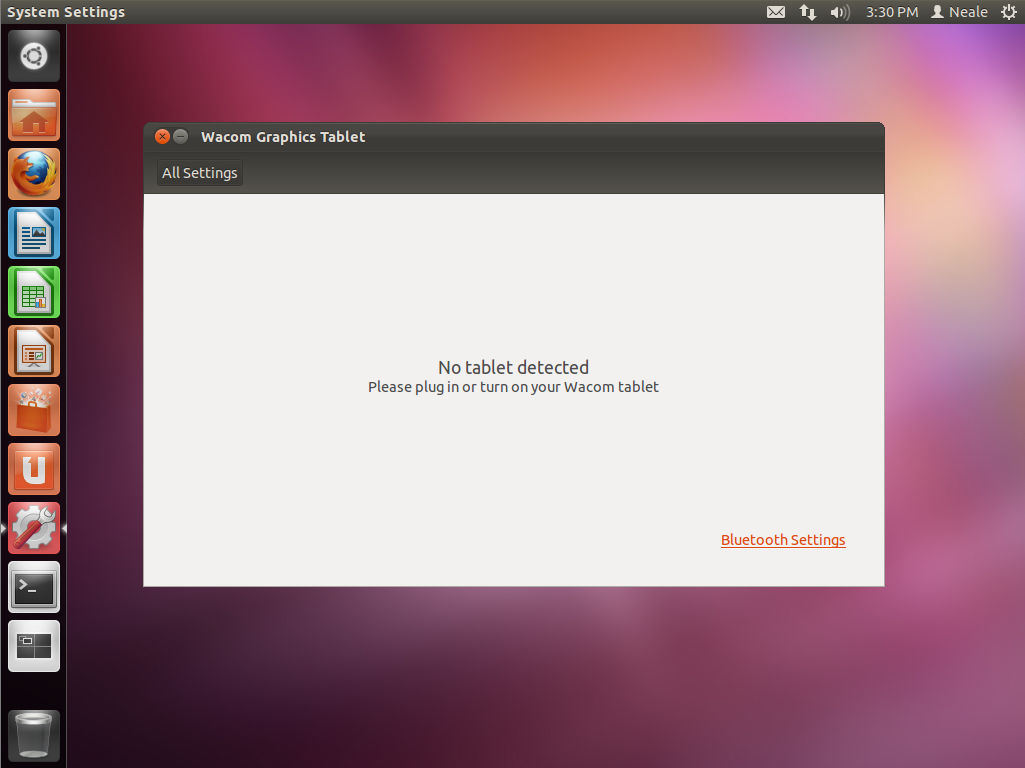 System Settings
3:30 PM Neale
Wacom Graphics Tablet
All Settings
No tablet detected
Please plug in or turn on your Wacom tablet
Bluetooth Settings